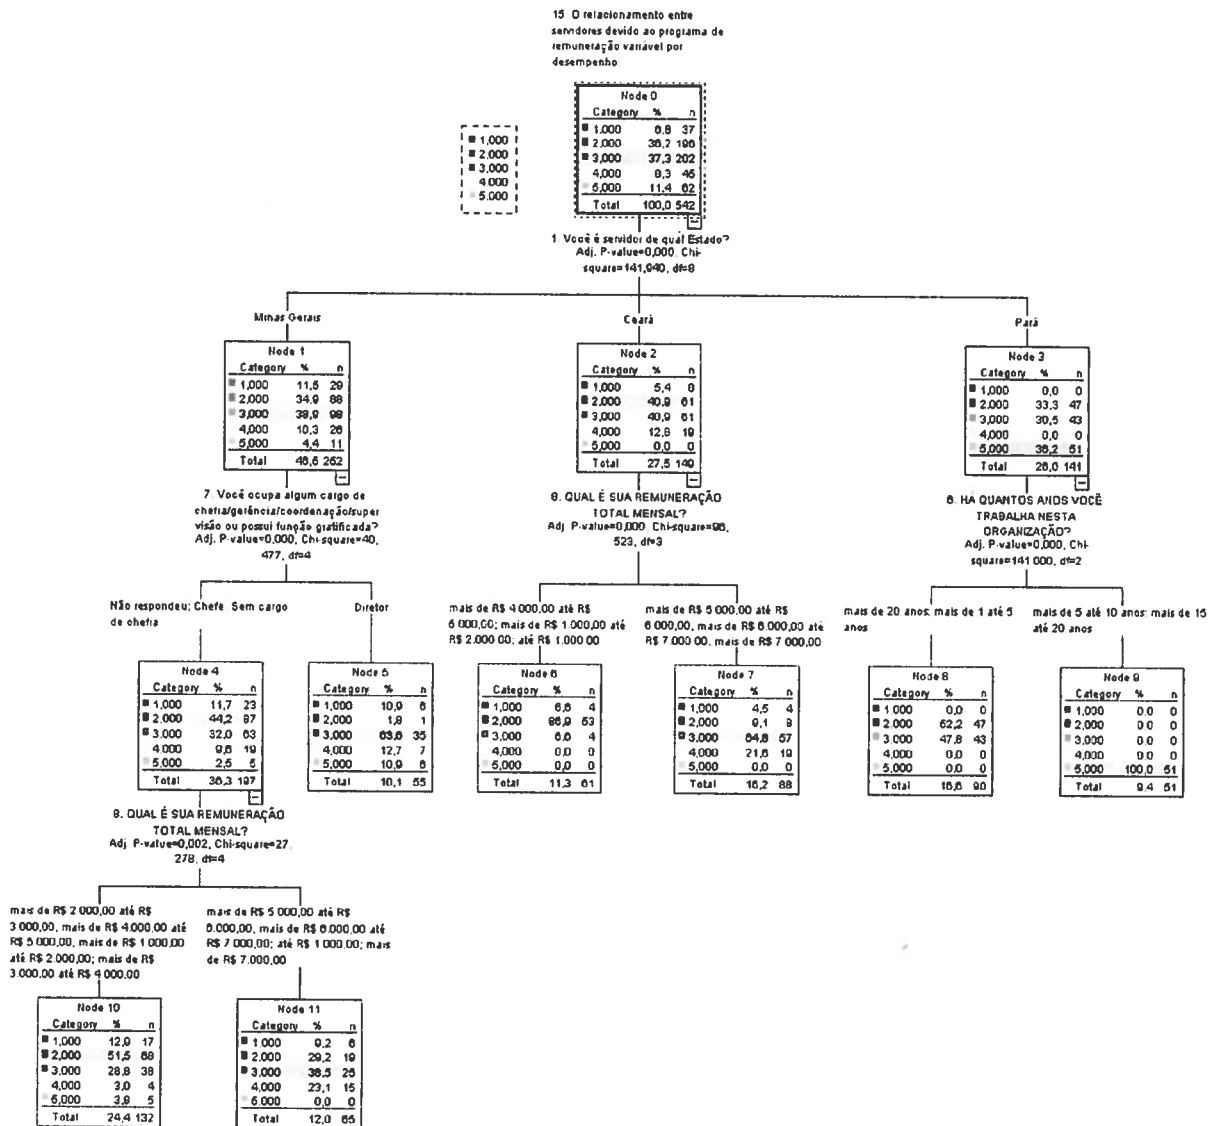 15 O relacionamento entre
servidores devido ao programa de
remuneração variável por
desempenho
Node 0
Category % n
1,000 6,8 37
2,000 36,2 196
3,000 37,3 202
4,000 8,3 45
5,000 11,4 62
Total 100,0 542
1,000
2,000
3,000
4.000
5.000
1 Você é servidor de qual Estado?
Adj. P-value=0,000, Chi-
square=141,940, df=8
Minas Gerais
Ceará
Pará
Node 1
Category % n
1,000 11,5 29
2,000 34,9 88
3,000 38,9 98
4,000 10,3 26
5,000 4,4 11
Total 46,5 252
Node 2
Category % n
1,000 5,4 8
2,000 40,9 61
3,000 40,9 61
4,000 12,8 19
5,000 0,0 0
Total 27,5 149
Node 3
Category % n
1,000 0,0 0
2,000 33,3 47
3,000 30,5 43
4,000 0,0 0
5,000 36,2 51
Total 26,0 141
7. Você ocupa algum cargo de
chefia/gerência/coordenação/super
visão ou possui função gratificada?
Adj. P-value=0,000, Chi-square=40,
477, df=4
8. QUAL É SUA REMUNERAÇÃO
TOTAL MENSAL?
Adj P-value=0,000, Chi-square=96,
523, df=3
6. HÁ QUANTOS ANOS VOCÊ
TRABALHA NESTA
ORGANIZAÇÃO?
Adj. P-value=0,000, Chi-
square=141 000, df=2
Não respondeu; Chefe Sem cargo
de chefia
Diretor
mais de R$ 4 000,00 até R$
5 000,00; mais de R$ 1.000,00 até
R$ 2.000 00; até R$ 1.000 00
mais de R$ 5 000,00 até R$
6 000,00, mais de R$ 6.000,00 até
R$ 7.000 00, mais de R$ 7 000,00
mais de 20 anos; mais de 1 até 5
anos
mais de 5 até 10 anos; mais de 15
até 20 anos
Node 4
Category % n
1,000 11,7 23
2,000 44,2 87
3,000 32,0 63
4,000 9,6 19
5,000 2,5 5
Total 36,3 197
Node 5
Category % n
1,000 10,9 6
2,000 1,8 1
3,000 63,6 35
4,000 12,7 7
5,000 10,9 6
Total 10,1 55
Node 6
Category % n
1,000 6,6 4
2,000 86,9 53
3,000 6,6 4
4,000 0,0 0
5,000 0,0 0
Total 11,3 61
Node 7
Category % n
1,000 4,5 4
2,000 9,1 8
3,000 64,8 57
4,000 21,6 19
5,000 0,0 0
Total 16,2 88
Node 8
Category % n
1 000 0,0 0
2,000 52,2 47
3,000 47,8 43
4,000 0,0 0
5,000 0,0 0
Total 16,6 90
Node 9
Category % n
1,000 0,0 0
2,000 0,0 0
3,000 0,0 0
4,000 0,0 0
5,000 100,0 51
Total 9,4 51
8. QUAL É SUA REMUNERAÇÃO
TOTAL MENSAL?
Adj. P-value=0,002, Chi-square=27
278, df=4
mais de R$ 2 000,00 até R$
3 000,00, mais de R$ 4.000,00 até
R$ 5 000,00, mais de R$ 1 000,00
até R$ 2.000,00; mais de R$
3.000,00 até R$ 4 000,00
mais de R$ 5 000,00 até R$
6.000,00, mais de R$ 6.000,00 até
R$ 7.000,00; até R$ 1 000,00; mais
de R$ 7.000,00
Node 10
Category % n
1,000 12,9 17
2,000 51,5 68
3,000 28,8 38
4,000 3,0 4
5,000 3,8 5
Total 24,4 132
Node 11
Category % n
1 000 9,2 6
2,000 29,2 19
3,000 38,5 25
4,000 23,1 15
5.000 0,0 0
Total 12,0 65